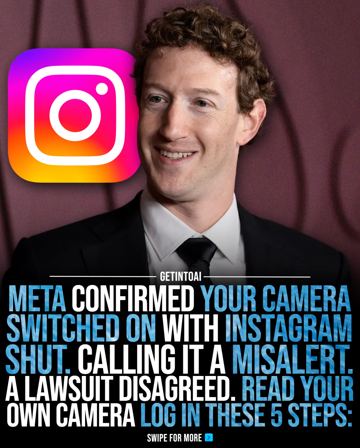 GETINTOAI
META CONFIRMED YOUR CAMERA
SWITCHED ON WITH INSTAGRAM
SHUT. CALLING IT A MISALERT.
A LAWSUIT DISAGREED. READ YOUR
OWN CAMERA LOG IN THESE 5 STEPS:
SWIPE FOR MORE